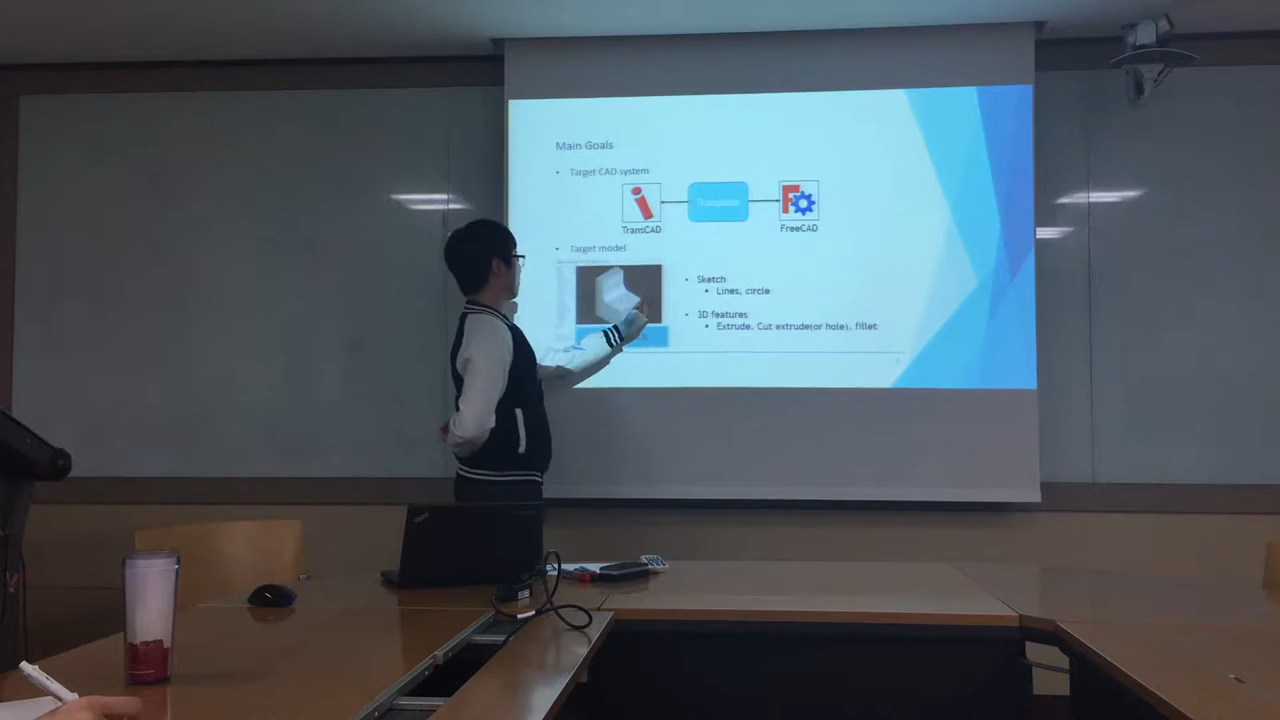 Main Goals
• Target CAD system
Translator
TransCAD
FreeCAD
• Target model
• Sketch
• Lines, circle
• 3D features
• Extrude, Cut extrude(or hole), fillet